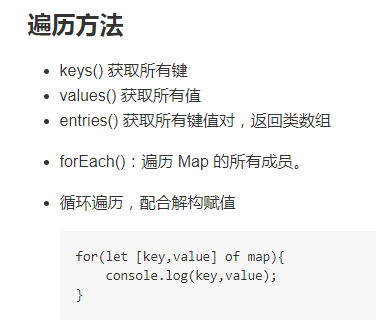 遍历方法
keys() 获取所有键
values() 获取所有值
entries() 获取所有键值对，返回类数组
forEach()：遍历 Map 的所有成员。
循环遍历，配合解构赋值
for(let [key,value] of map){
    console.log(key,value);
}